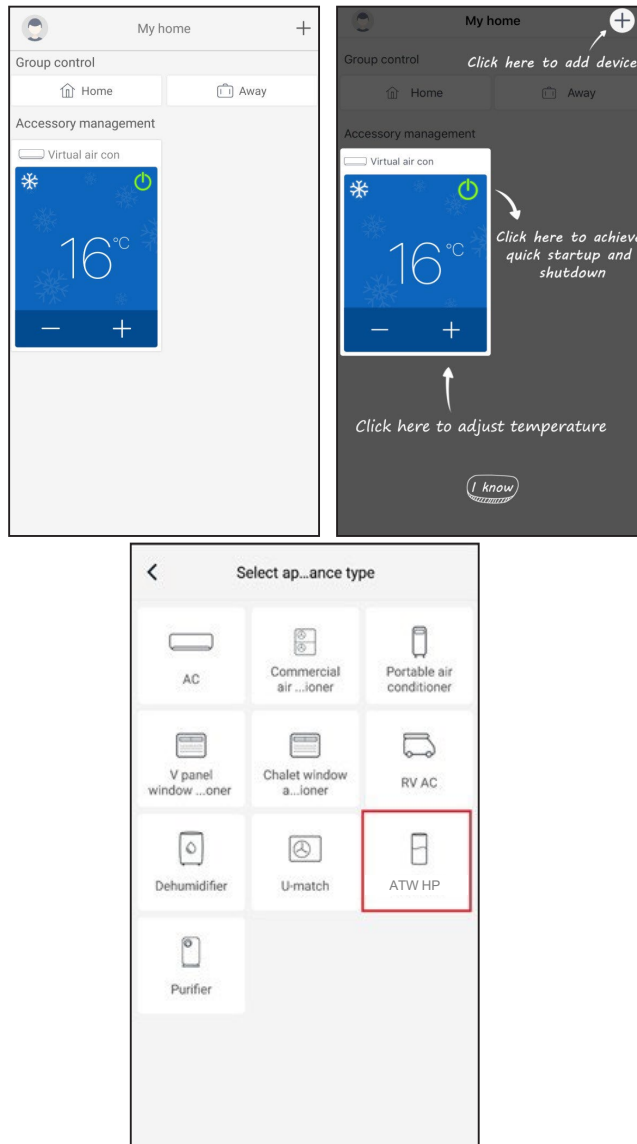 My home +
Group control
Home Away
Accessory management
Virtual air con
16°C
— +
My home +
Group control Click here to add device
Home Away
Accessory management
Virtual air con
16°C
Click here to achieve
quick startup and
shutdown
— +
Click here to adjust temperature
I know
Select ap...ance type
AC
Commercial
air ...ioner
Portable air
conditioner
V panel
window ...oner
Chalet window
a...ioner
RV AC
Dehumidifier
U-match
ATW HP
Purifier